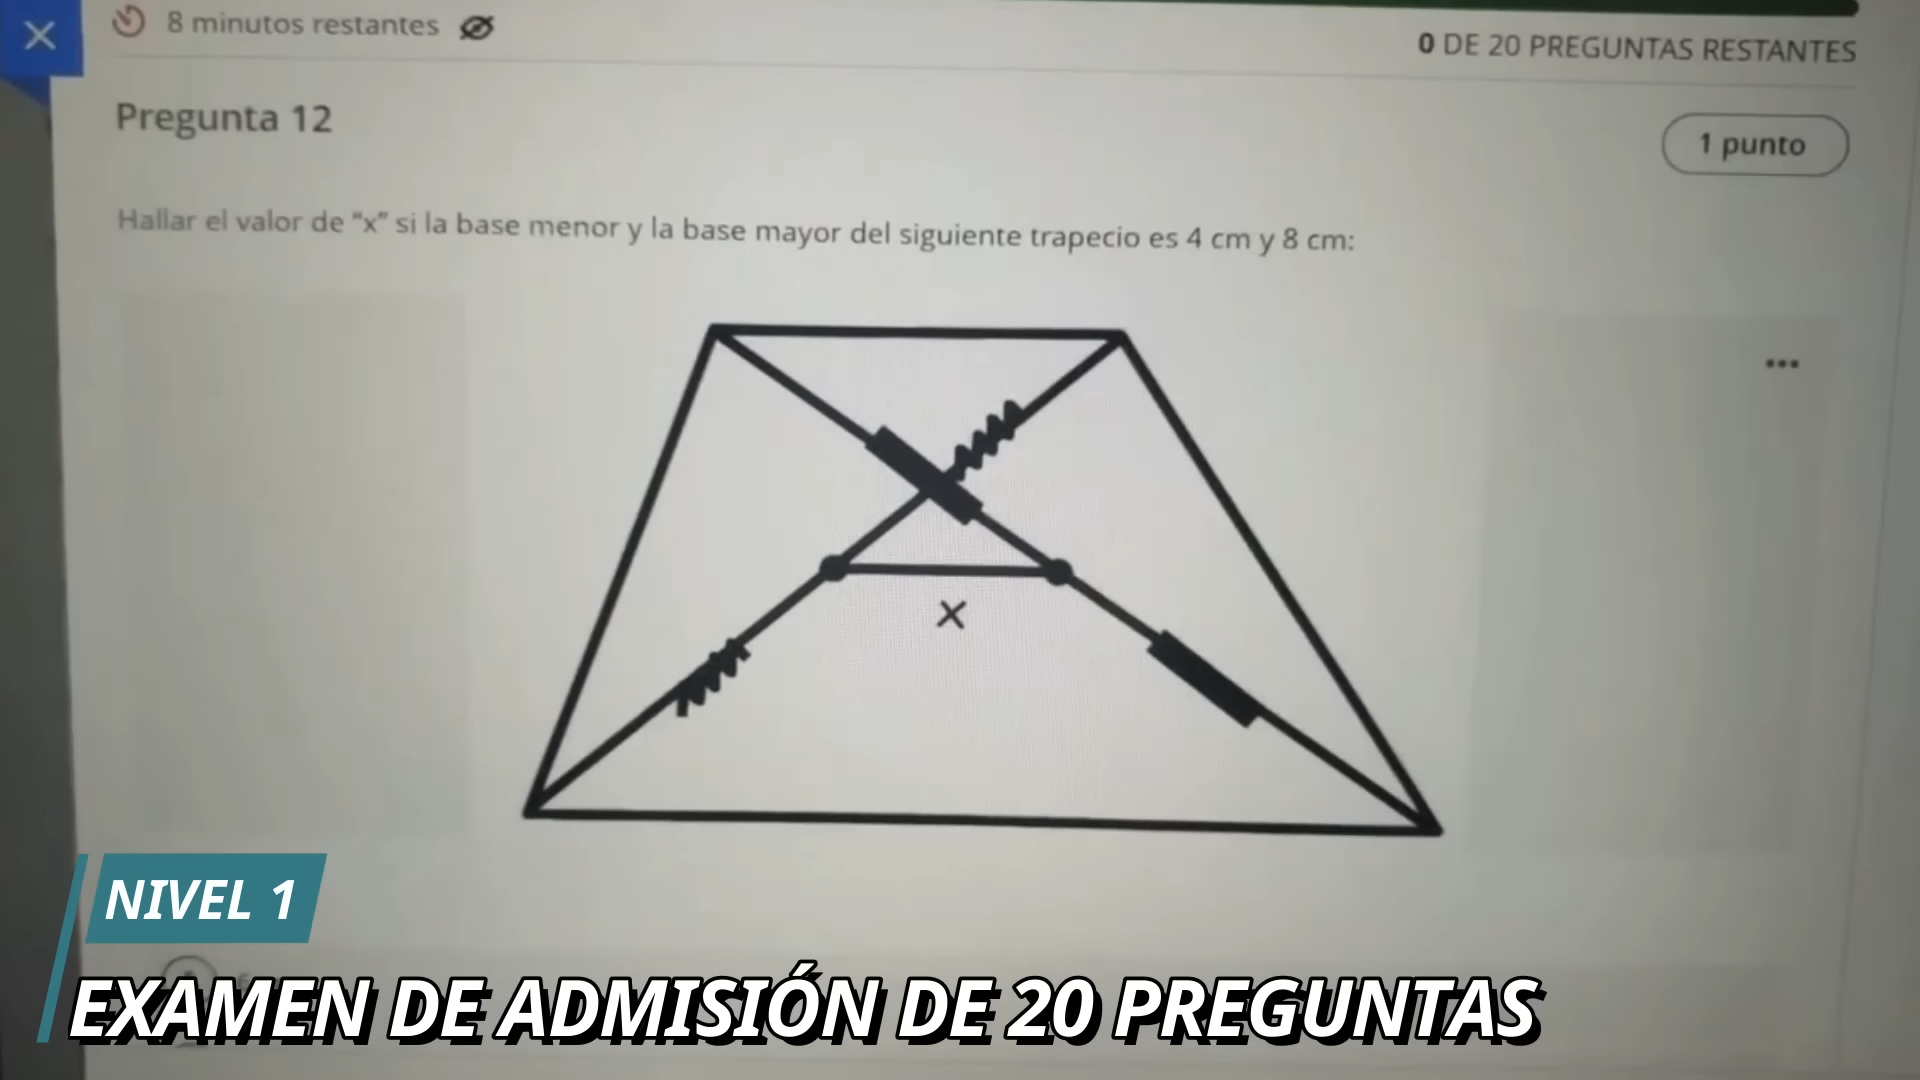 8 minutos restantes
0 DE 20 PREGUNTAS RESTANTES
Pregunta 12
1 punto
Hallar el valor de “x” si la base menor y la base mayor del siguiente trapecio es 4 cm y 8 cm:
x
NIVEL 1
EXAMEN DE ADMISIÓN DE 20 PREGUNTAS